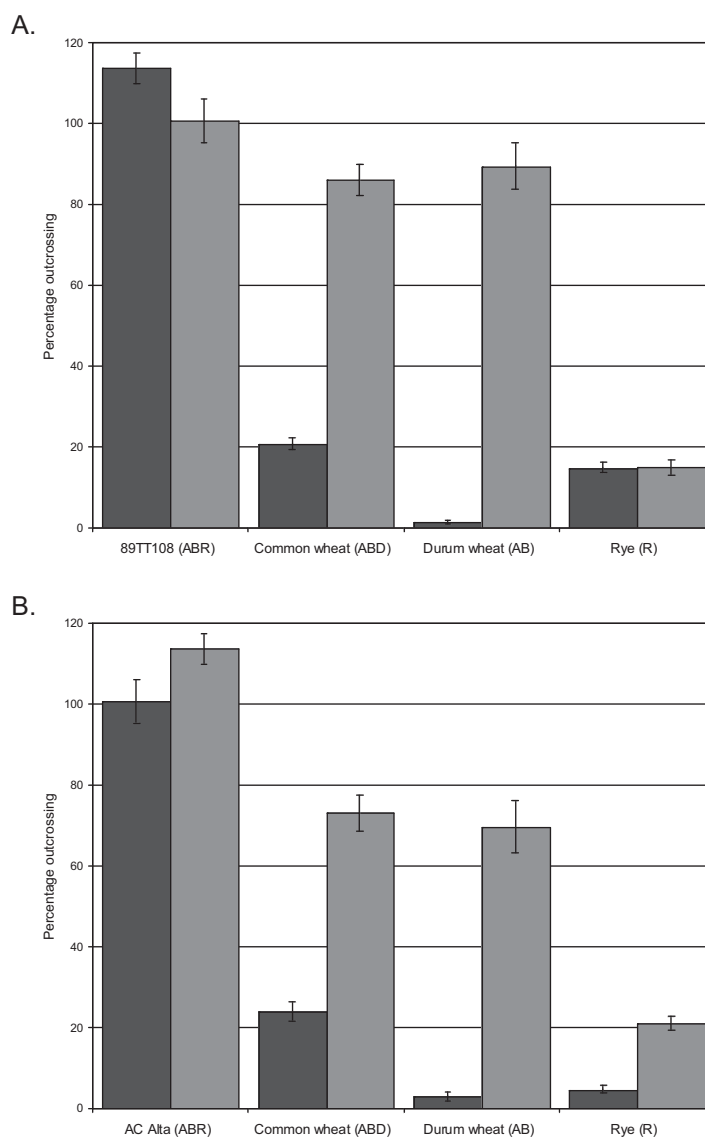 A.
120
100
80
60
40
20
0
Percentage outcrossing
89TT108 (ABR) Common wheat (ABD) Durum wheat (AB) Rye (R)
B.
120
100
80
60
40
20
0
Percentage outcrossing
AC Alta (ABR) Common wheat (ABD) Durum wheat (AB) Rye (R)